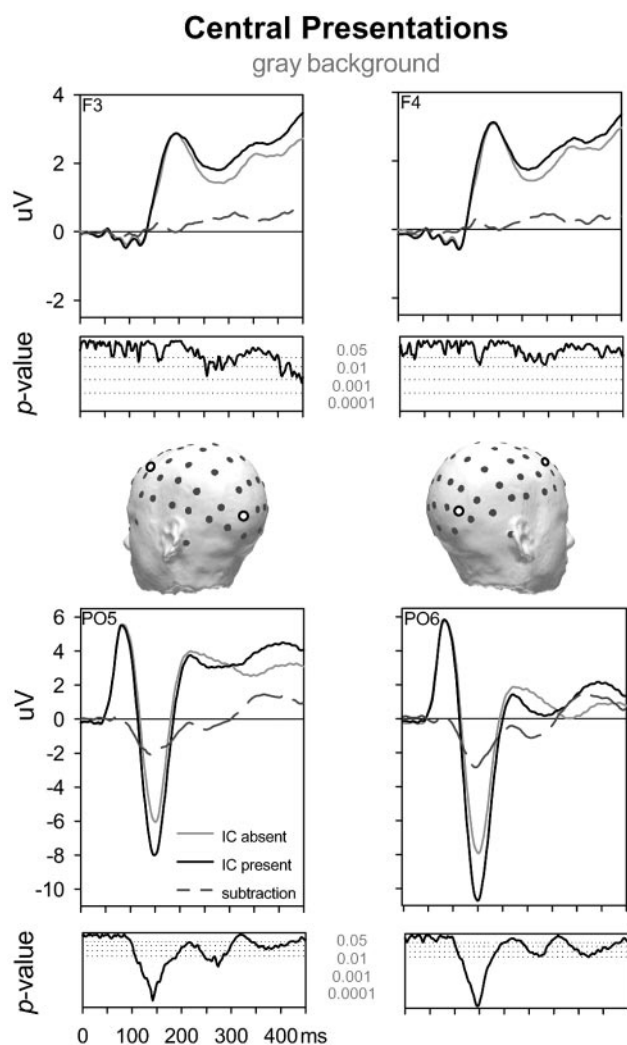 Central Presentations
gray background
4
F3
F4
2
uV
0
-2
p-value
0.05
0.01
0.001
0.0001
6
PO5
PO6
4
2
uV
0
-2
-4
-6
IC absent
-8
IC present
-10
subtraction
p-value
0.05
0.01
0.001
0.0001
0 100 200 300 400 ms